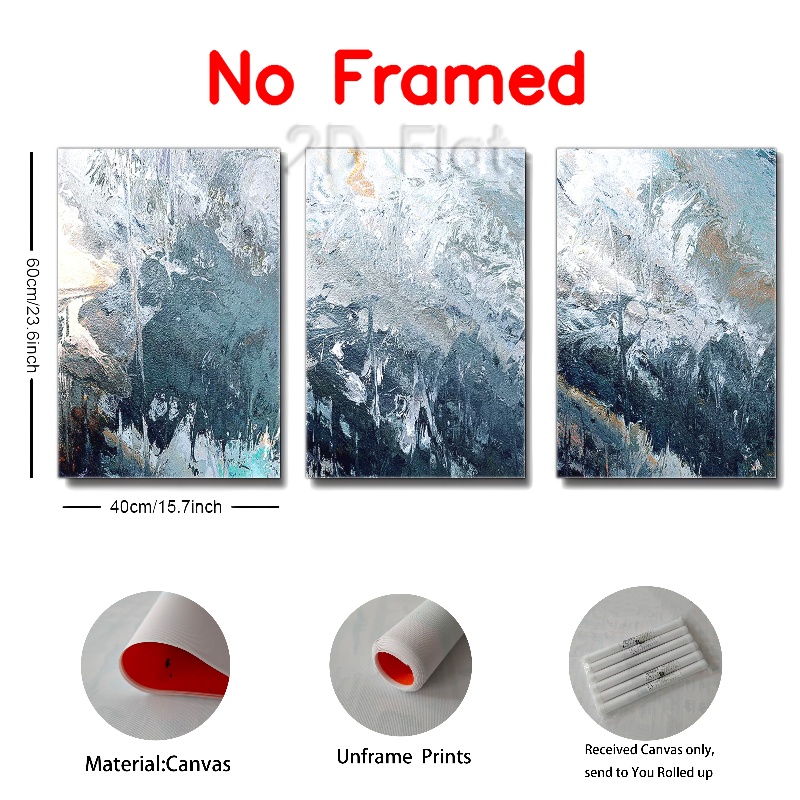 No Framed
2D Flat
60cm/23.6inch
40cm/15.7inch
Material:Canvas
Unframe Prints
Received Canvas only,
send to You Rolled up